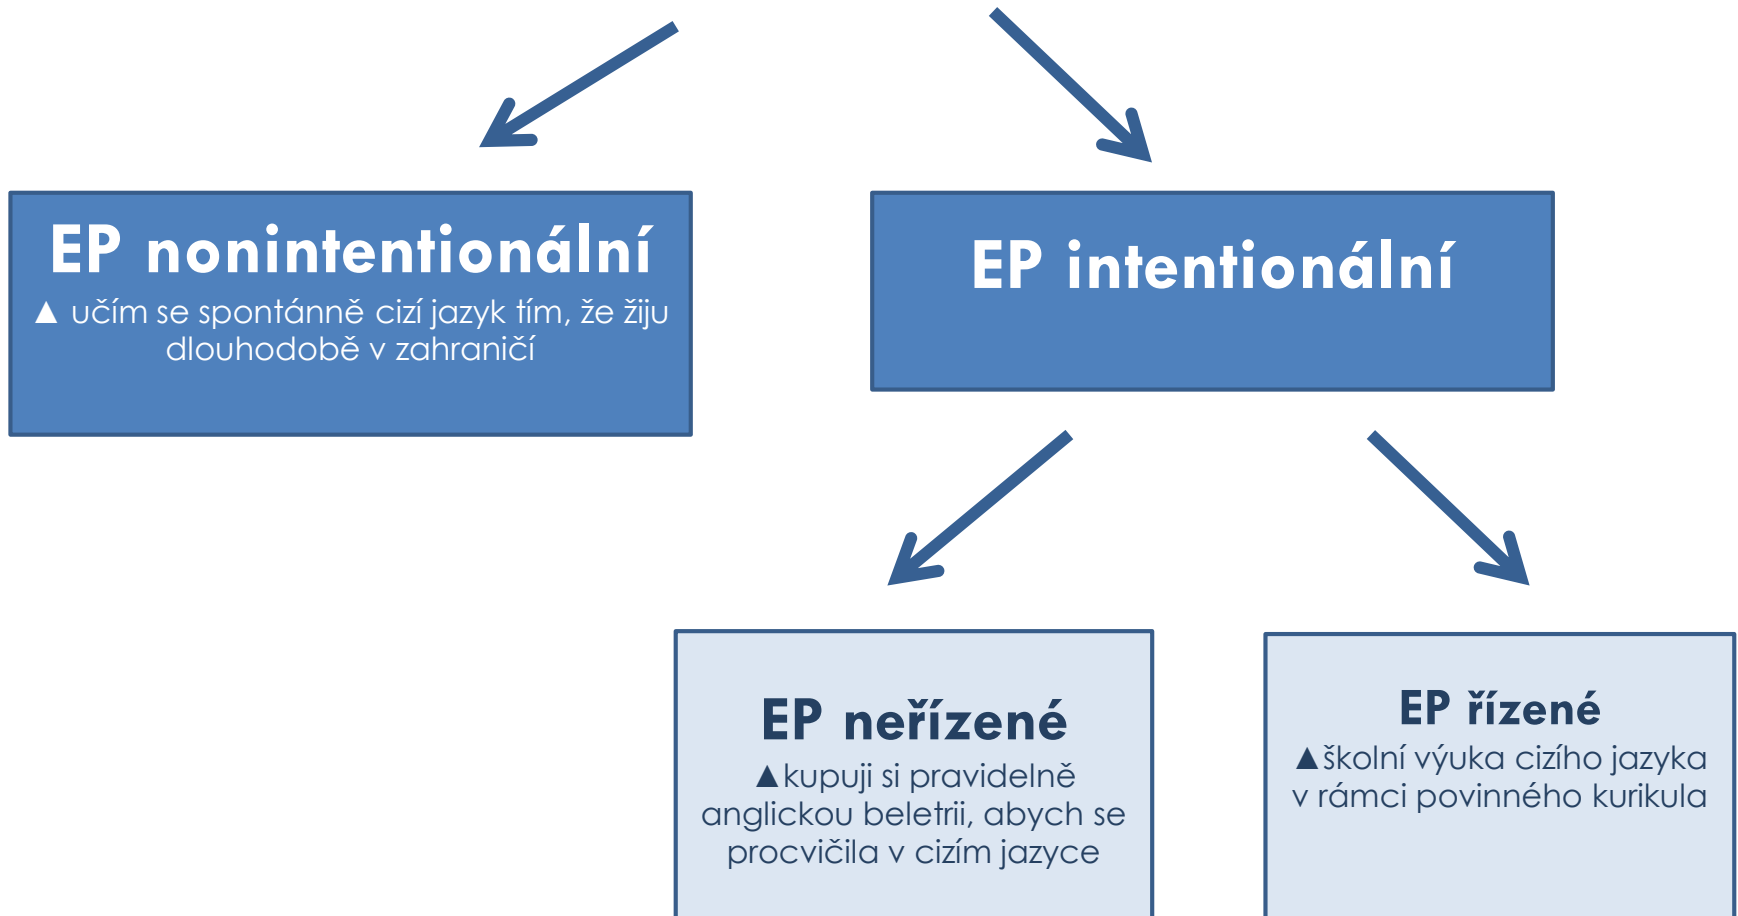 EP nonintentionální
▲ učím se spontánně cizí jazyk tím, že žiju
dlouhodobě v zahraničí
EP intentionální
EP neřízené
▲kupuji si pravidelně
anglickou beletrii, abych se
procvičila v cizím jazyce
EP řízené
▲školní výuka cizího jazyka
v rámci povinného kurikula